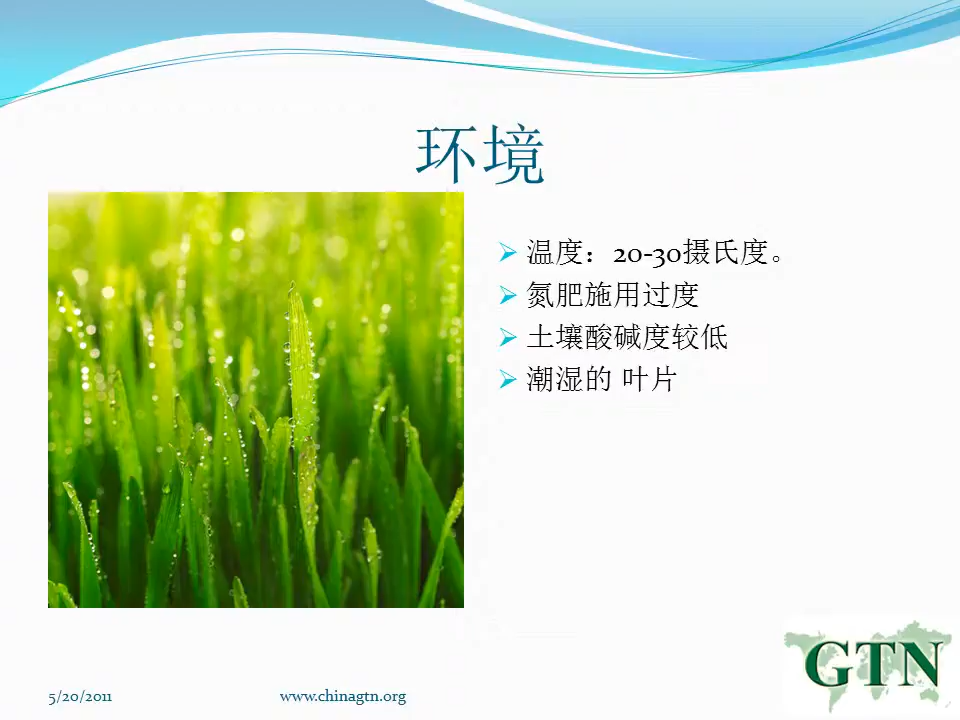 环境
温度：20-30摄氏度。
氮肥施用过度
土壤酸碱度较低
潮湿的 叶片
GTN
5/20/2011
www.chinagtn.org